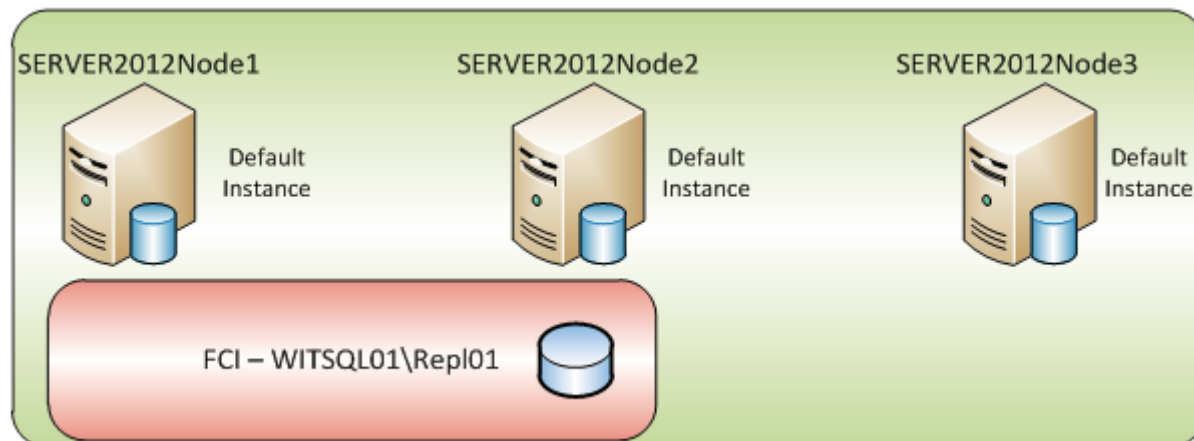 SERVER2012Node1
SERVER2012Node2
SERVER2012Node3
Default
Instance
Default
Instance
Default
Instance
FCI – WITSQL01\Repl01